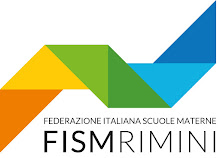 FEDERAZIONE ITALIANA SCUOLE MATERNE
FISMRIMINI